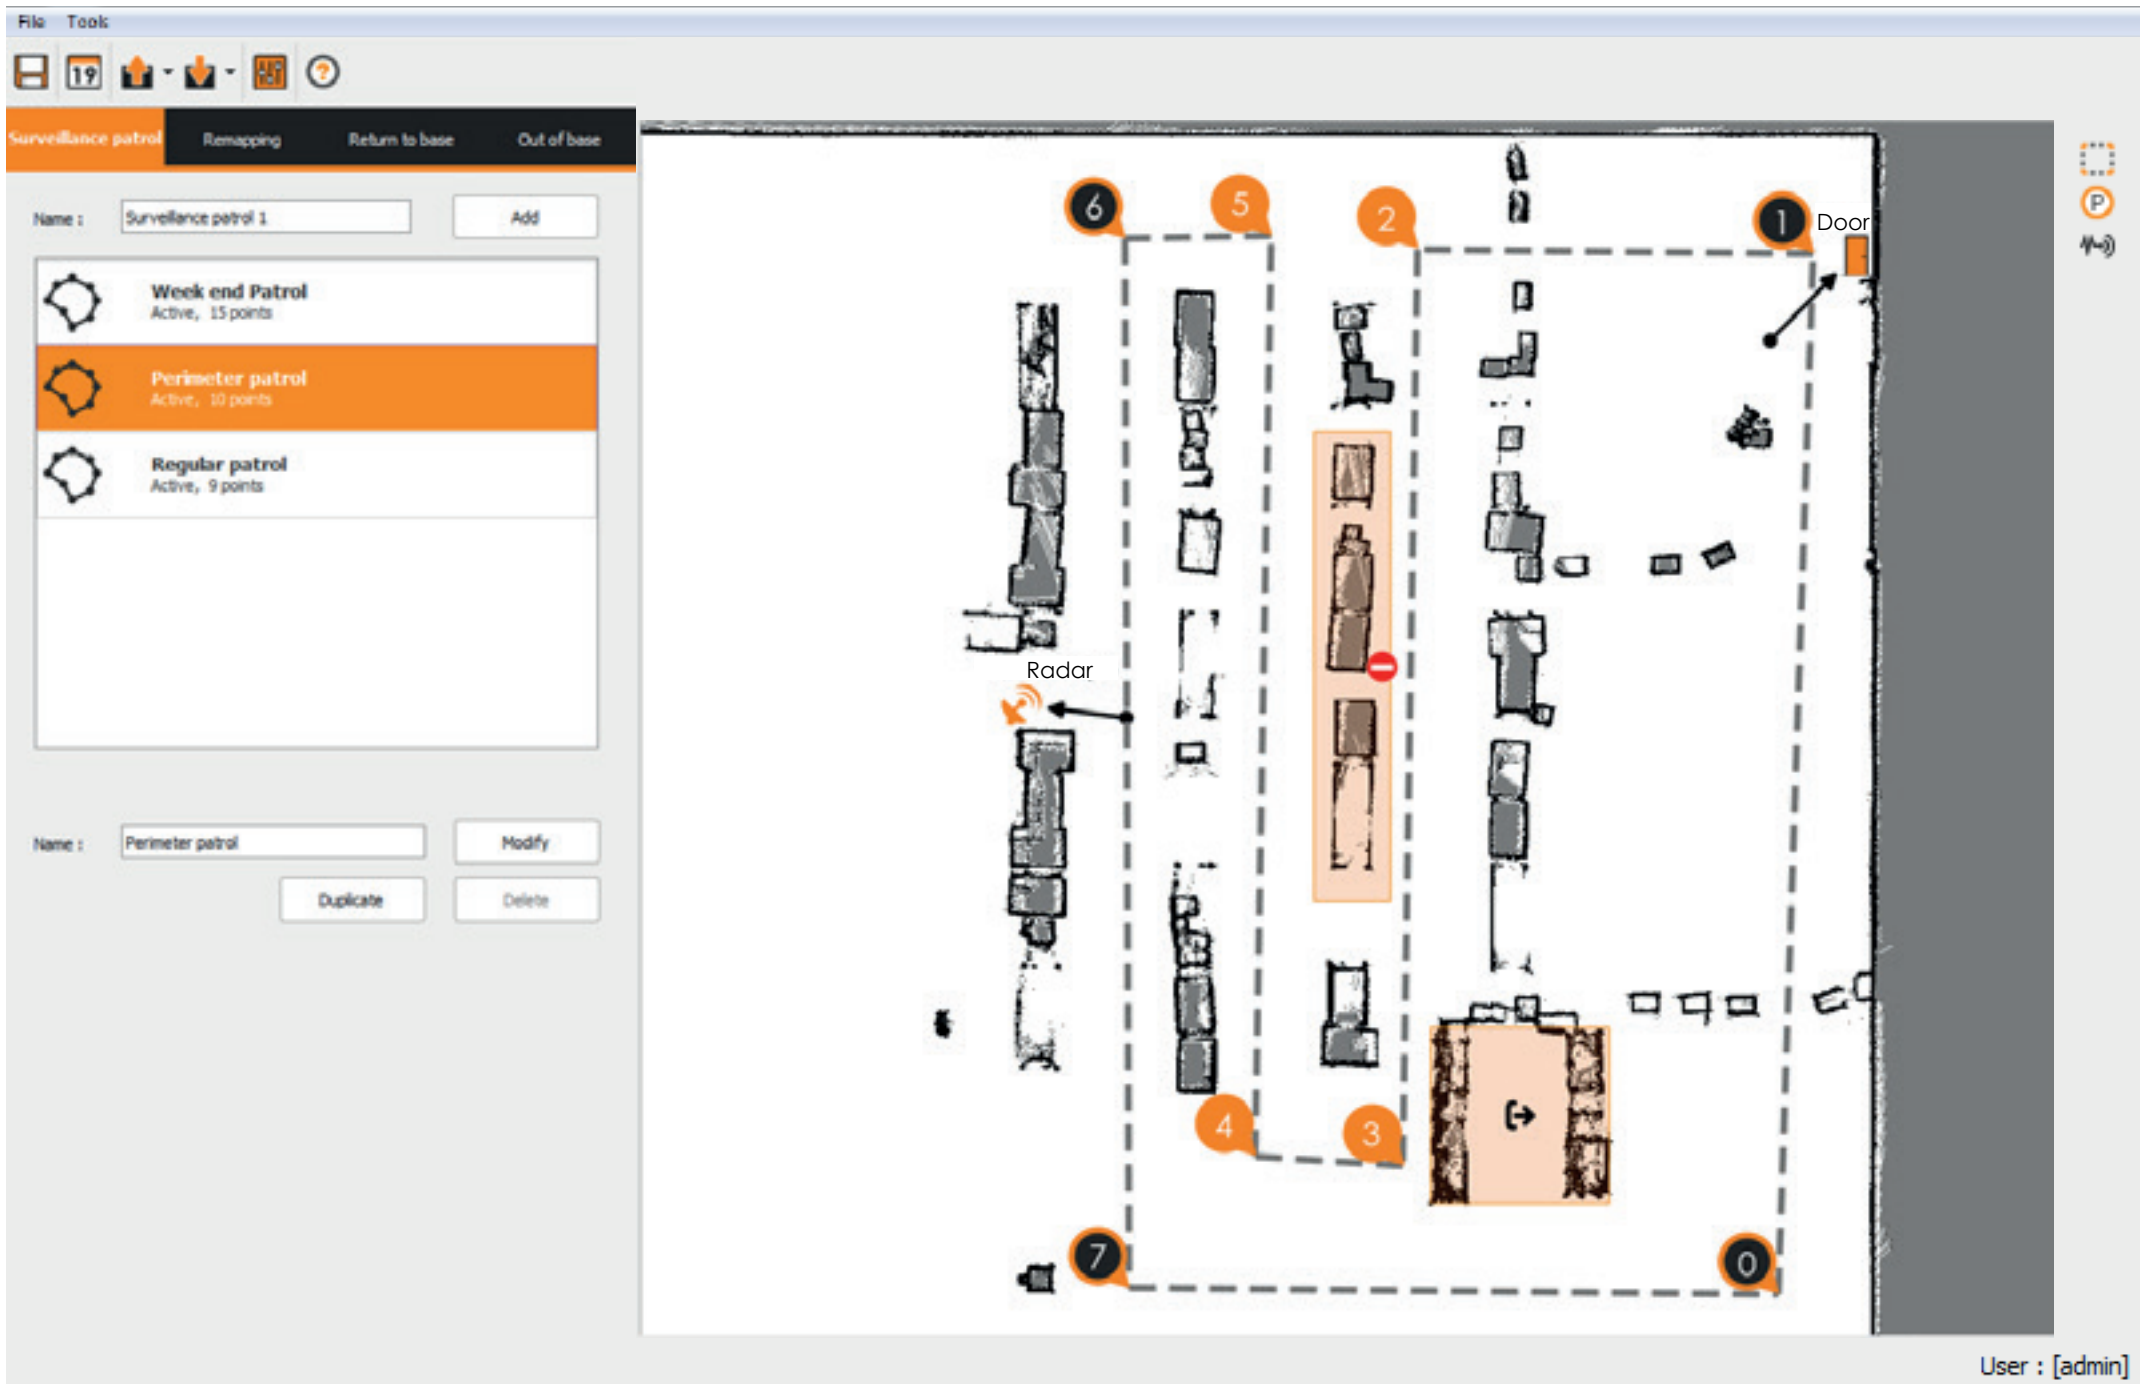 File Tools
19
?
Surveillance patrol Remapping Return to base Out of base
Name : Surveillance patrol 1 Add
Week end Patrol
Active, 15 points
Perimeter patrol
Active, 10 points
Regular patrol
Active, 9 points
Name : Perimeter patrol Modify
Duplicate Delete
6 5 2 1 Door
P
Radar
4 3
7 0
User : [admin]